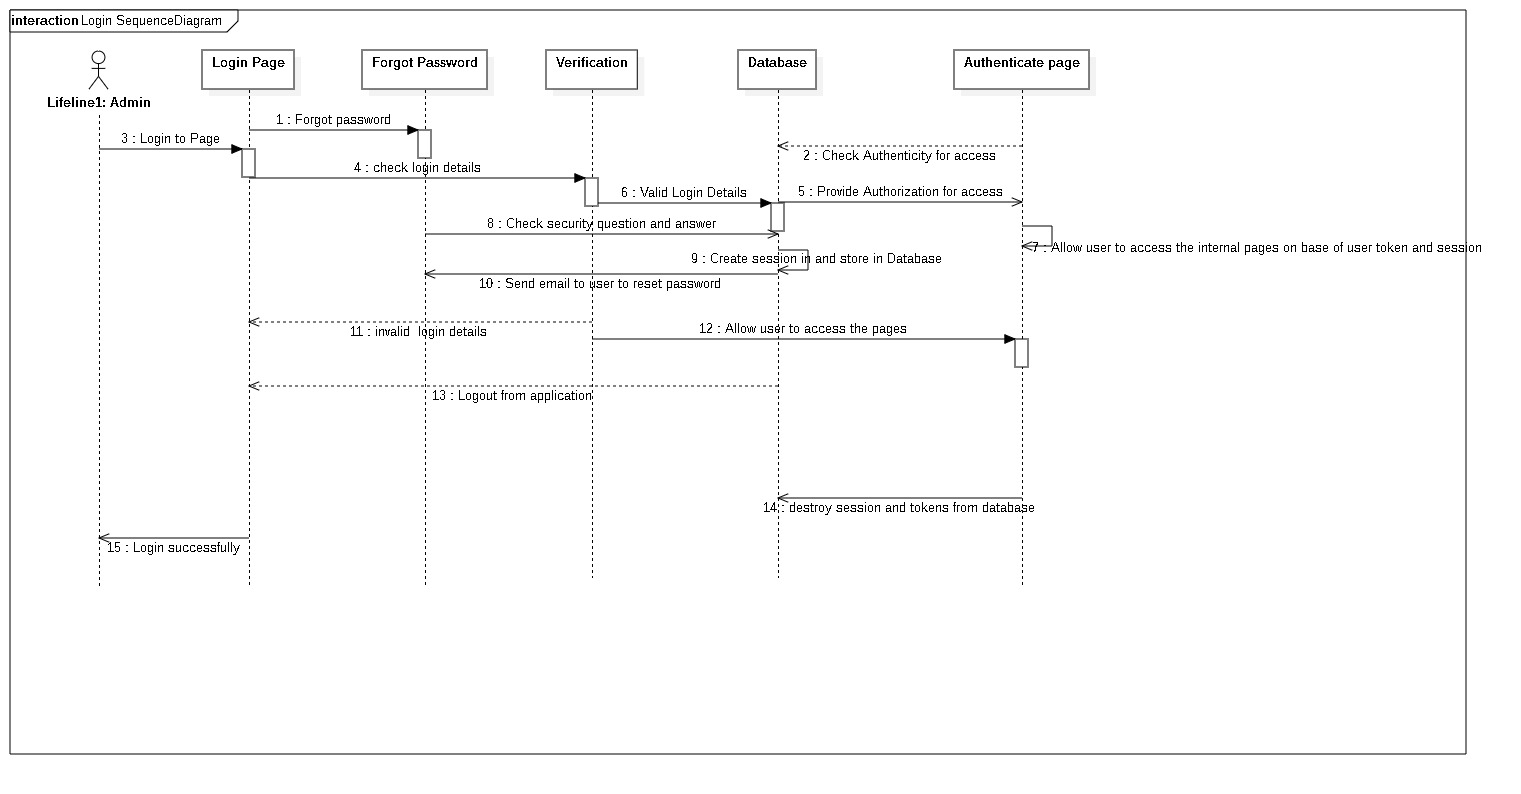 interaction Login SequenceDiagram
Login Page
Forgot Password
Verification
Database
Authenticate page
Lifeline1: Admin
1 : Forgot password
3 : Login to Page
2 : Check Authenticity for access
4 : check login details
6 : Valid Login Details
5 : Provide Authorization for access
8 : Check security question and answer
7 : Allow user to access the internal pages on base of user token and session
9 : Create session in and store in Database
10 : Send email to user to reset password
11 : invalid  login details
12 : Allow user to access the pages
13 : Logout from application
14 : destroy session and tokens from database
15 : Login successfully